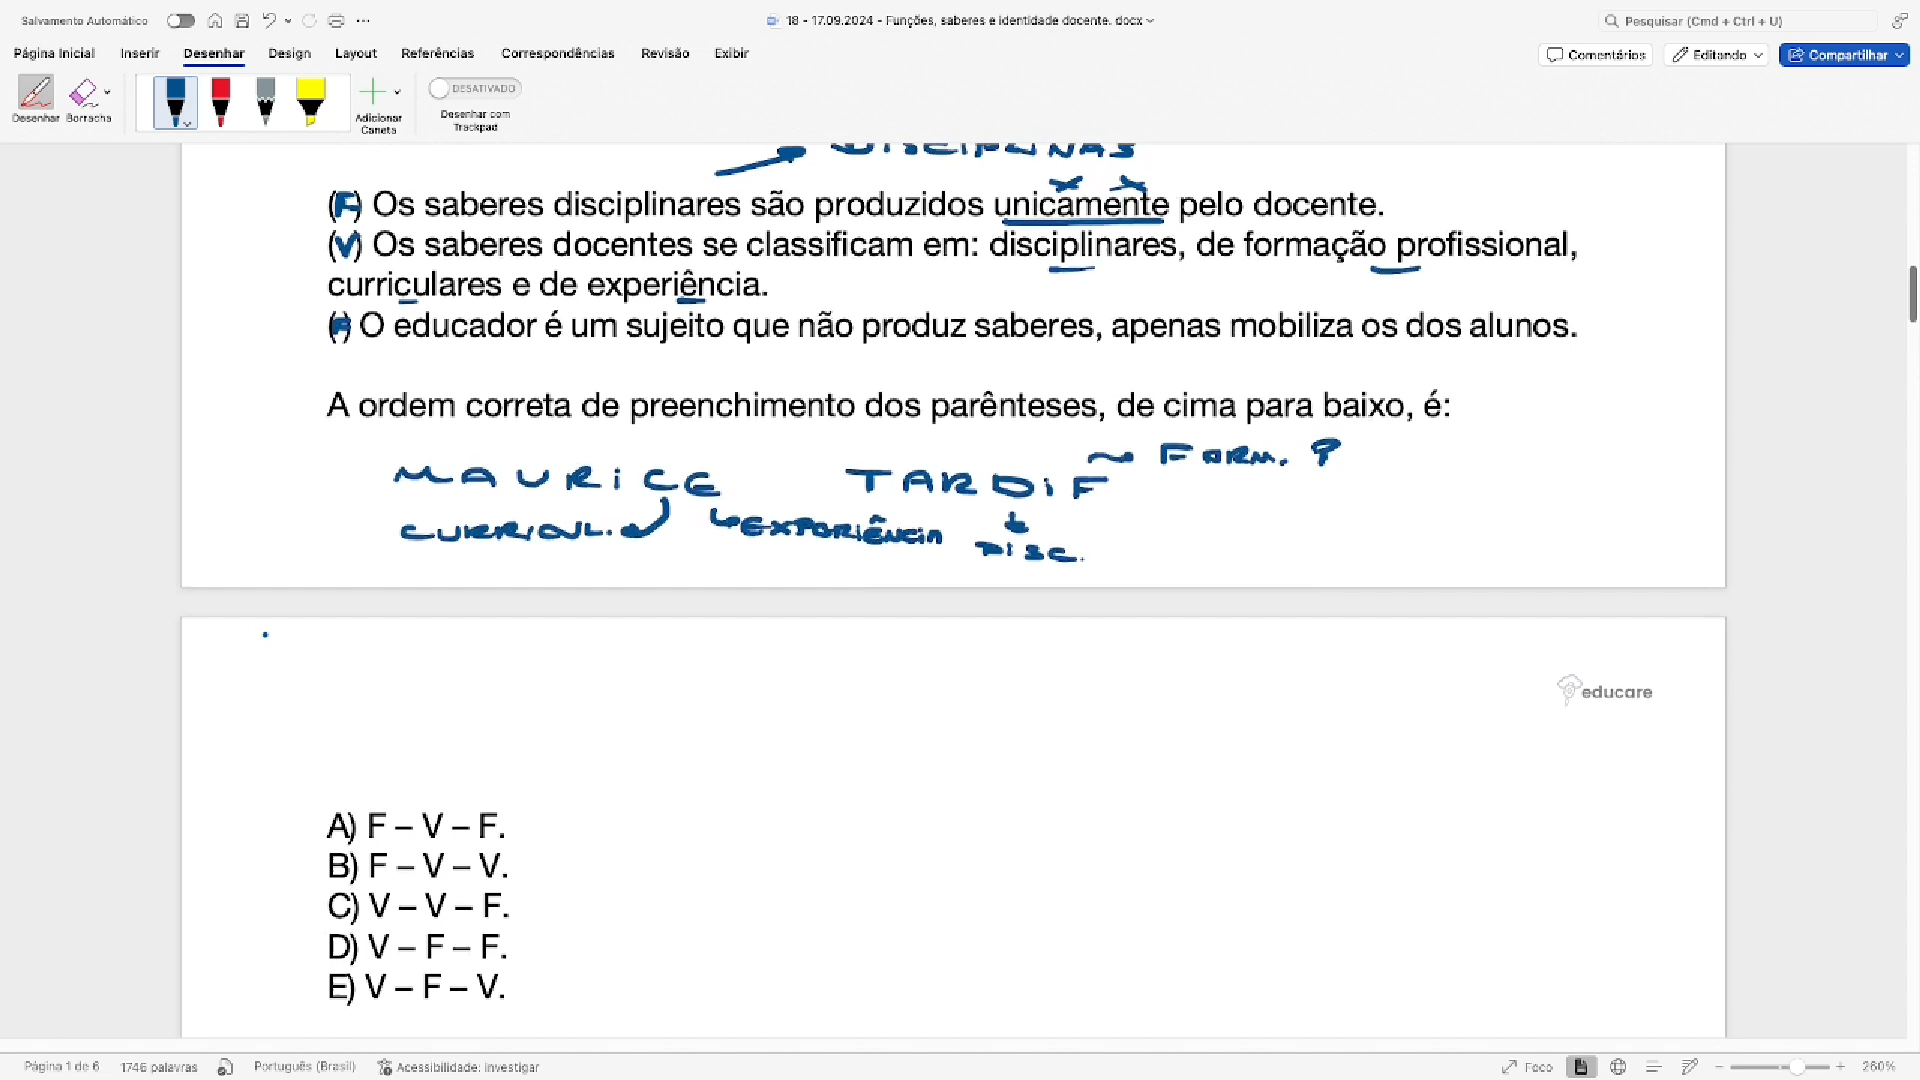 Salvamento Automático
18 - 17.09.2024 - Funções, saberes e identidade docente. docx
Pesquisar (Cmd + Ctrl + U)
Página Inicial Inserir Desenhar Design Layout Referências Correspondências Revisão Exibir
Comentários Editando Compartilhar
DESATIVADO
Desenhar Borracha Adicionar Caneta Desenhar com Trackpad
DISCIPLINAS
(F) Os saberes disciplinares são produzidos unicamente pelo docente.
(V) Os saberes docentes se classificam em: disciplinares, de formação profissional,
curriculares e de experiência.
(F) O educador é um sujeito que não produz saberes, apenas mobiliza os dos alunos.
A ordem correta de preenchimento dos parênteses, de cima para baixo, é:
FORM. P
MAURICE TARDIF
CURRICUL. EXPERIÊNCIA DISC.
educare
A) F – V – F.
B) F – V – V.
C) V – V – F.
D) V – F – F.
E) V – F – V.
Página 1 de 6 1746 palavras Português (Brasil) Acessibilidade: investigar Foco 260%